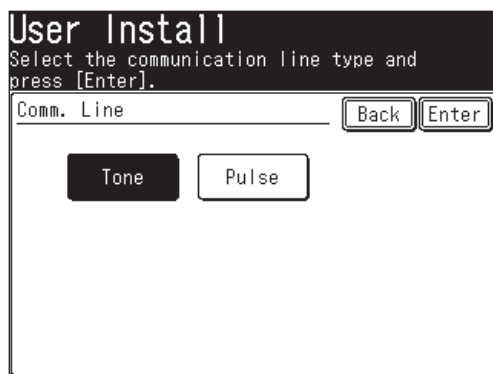 User Install
Select the communication line type and
press [Enter].
Comm. Line
Back Enter
Tone Pulse